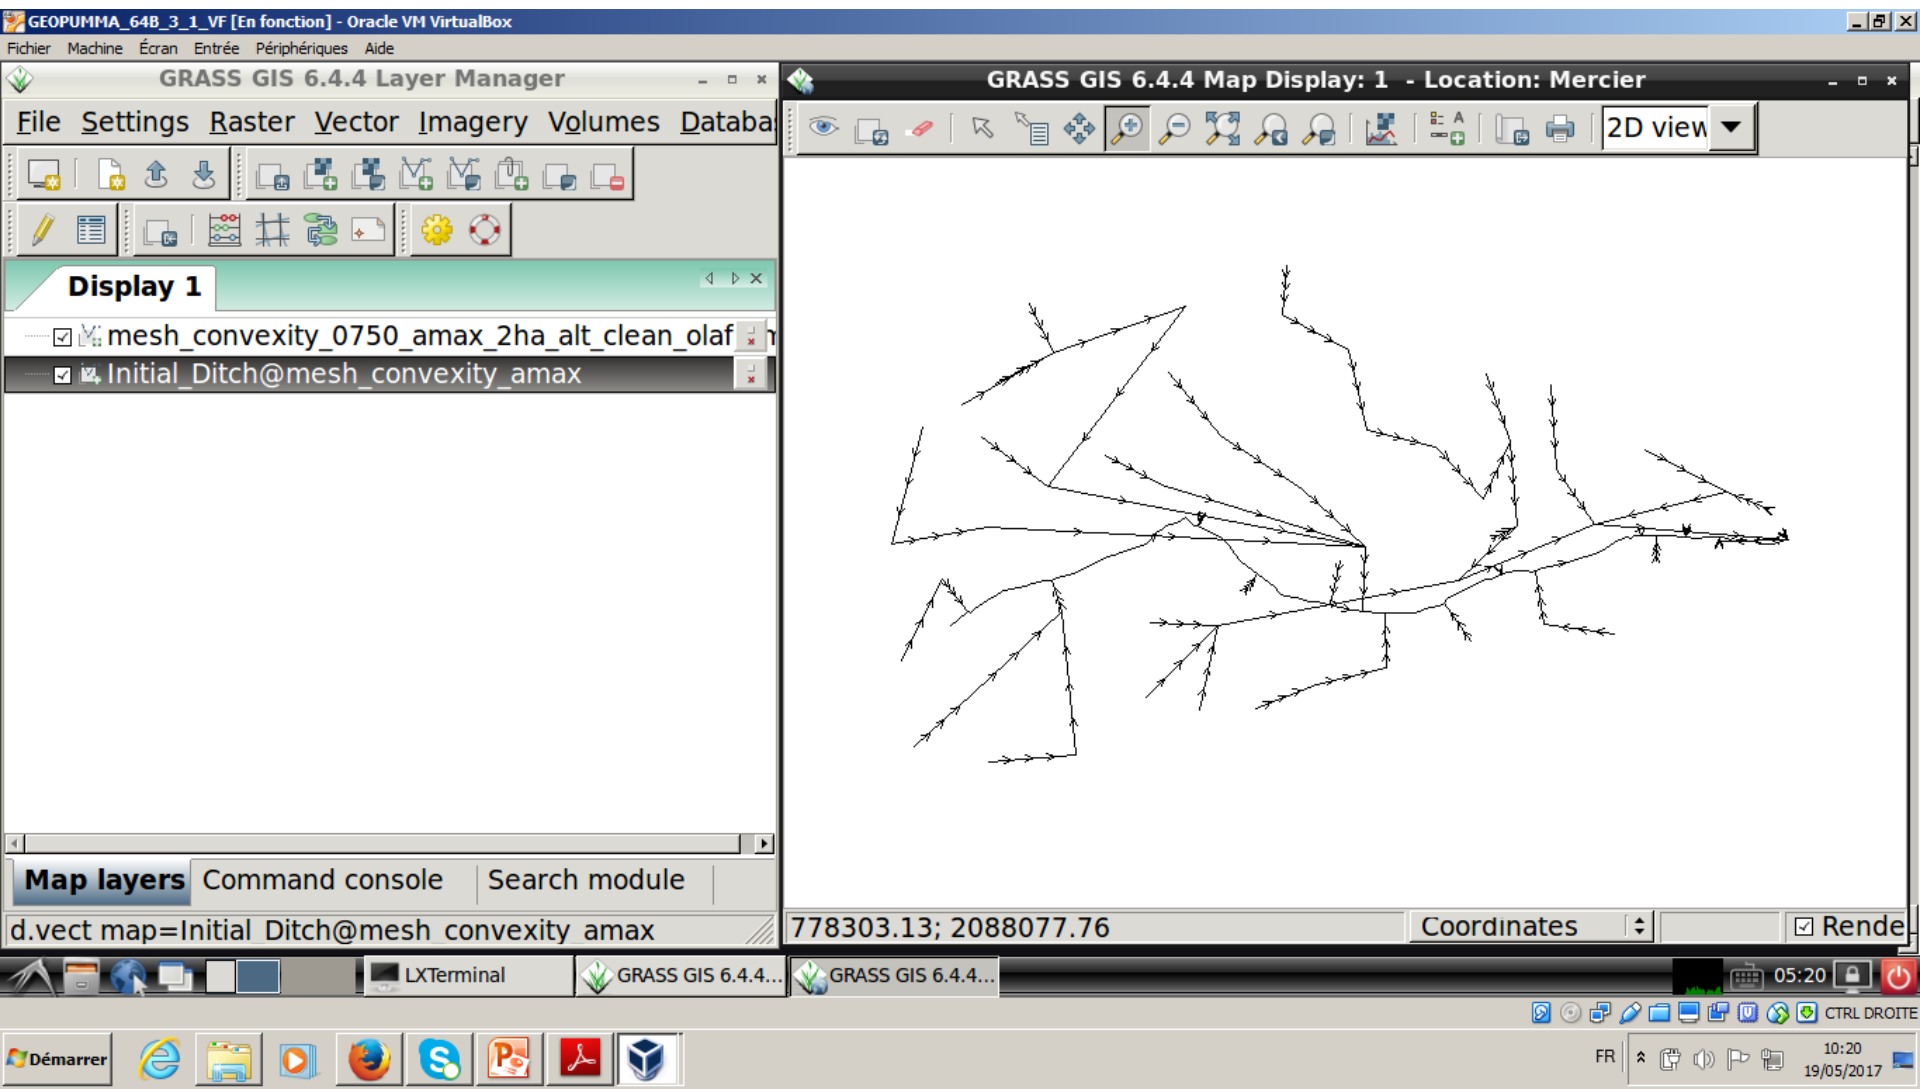 GEOPUMMA_64B_3_1_VF [En fonction] - Oracle VM VirtualBox
Fichier Machine Écran Entrée Périphériques Aide
GRASS GIS 6.4.4 Layer Manager
GRASS GIS 6.4.4 Map Display: 1 - Location: Mercier
File Settings Raster Vector Imagery Volumes Databa
2D view
Display 1
mesh_convexity_0750_amax_2ha_alt_clean_olaf
Initial_Ditch@mesh_convexity_amax
Map layers Command console Search module
d.vect map=Initial_Ditch@mesh_convexity_amax
778303.13; 2088077.76
Coordinates
Rende
LXTerminal
GRASS GIS 6.4.4...
GRASS GIS 6.4.4...
05:20
CTRL DROITE
Démarrer
FR
10:20
19/05/2017